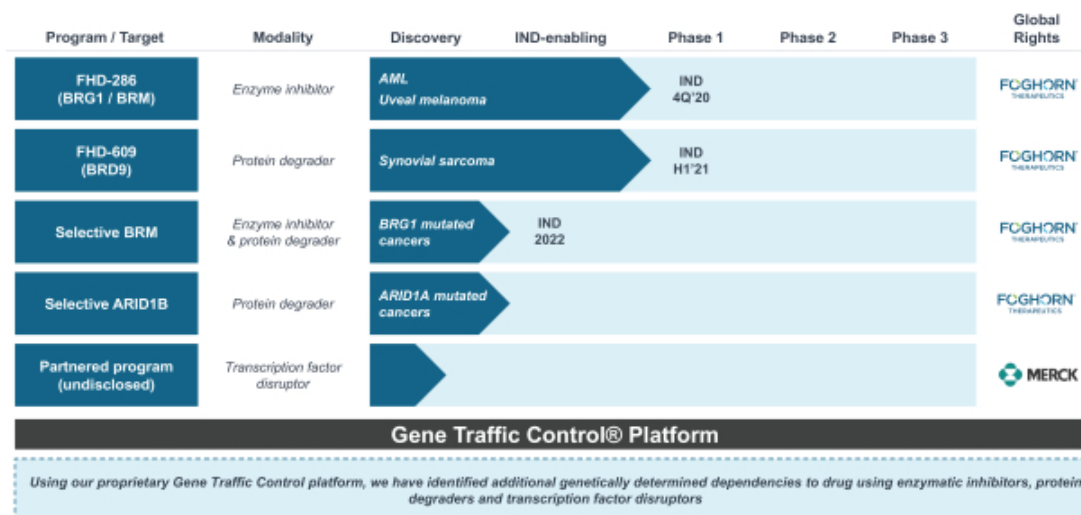 Program / Target
Modality
Discovery
IND-enabling
Phase 1
Phase 2
Phase 3
Global
Rights
FHD-286
(BRG1 / BRM)
Enzyme inhibitor
AML
Uveal melanoma
IND
4Q'20
FOGHORN
THERAPEUTICS
FHD-609
(BRD9)
Protein degrader
Synovial sarcoma
IND
H1'21
FOGHORN
THERAPEUTICS
Selective BRM
Enzyme inhibitor
& protein degrader
BRG1 mutated
cancers
IND
2022
FOGHORN
THERAPEUTICS
Selective ARID1B
Protein degrader
ARID1A mutated
cancers
FOGHORN
THERAPEUTICS
Partnered program
(undisclosed)
Transcription factor
disruptor
MERCK
Gene Traffic Control® Platform
Using our proprietary Gene Traffic Control platform, we have identified additional genetically determined dependencies to drug using enzymatic inhibitors, protein
degraders and transcription factor disruptors